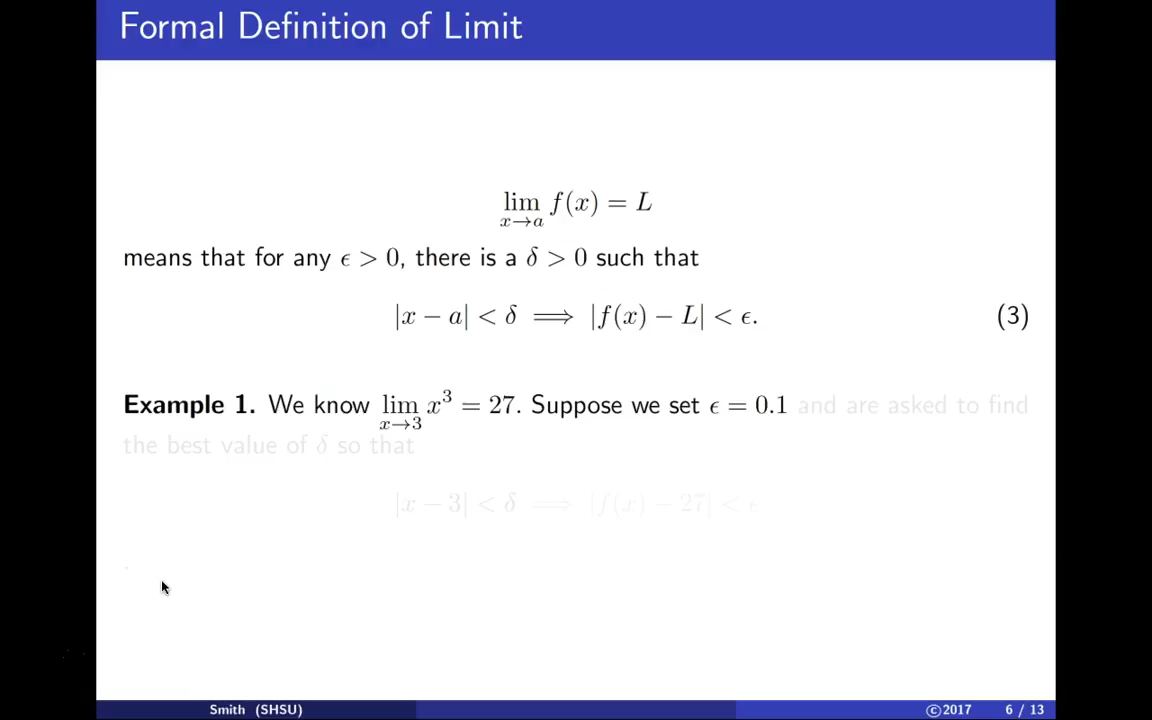 Formal Definition of Limit
lim f(x) = L
x→a
means that for any ϵ > 0, there is a δ > 0 such that
|x − a| < δ ⟹ |f(x) − L| < ϵ. (3)
Example 1. We know lim x³ = 27. Suppose we set ϵ = 0.1 and are asked to find
x→3
the best value of δ so that
|x − 3| < δ ⟹ |f(x) − 27| < ϵ
.
Smith (SHSU) ©2017 6 / 13